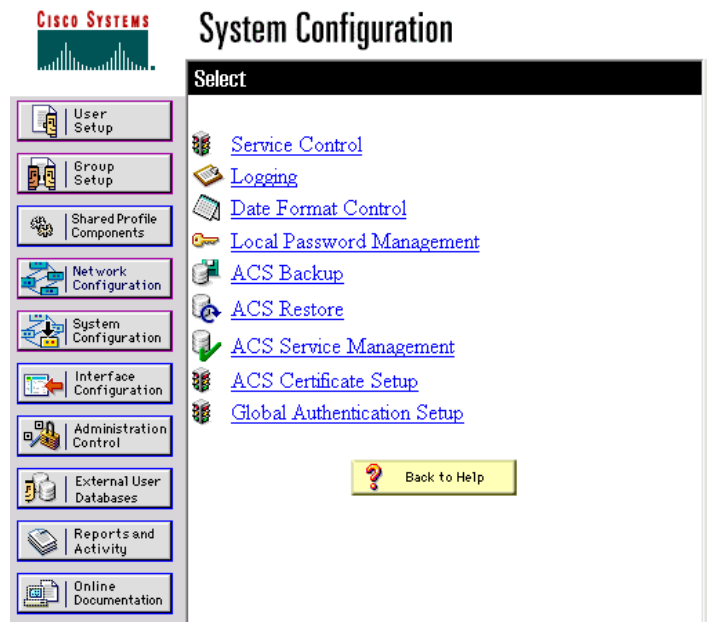 CISCO SYSTEMS
System Configuration
Select
User
Setup
Group
Setup
Shared Profile
Components
Network
Configuration
System
Configuration
Interface
Configuration
Administration
Control
External User
Databases
Reports and
Activity
Online
Documentation
Service Control
Logging
Date Format Control
Local Password Management
ACS Backup
ACS Restore
ACS Service Management
ACS Certificate Setup
Global Authentication Setup
Back to Help